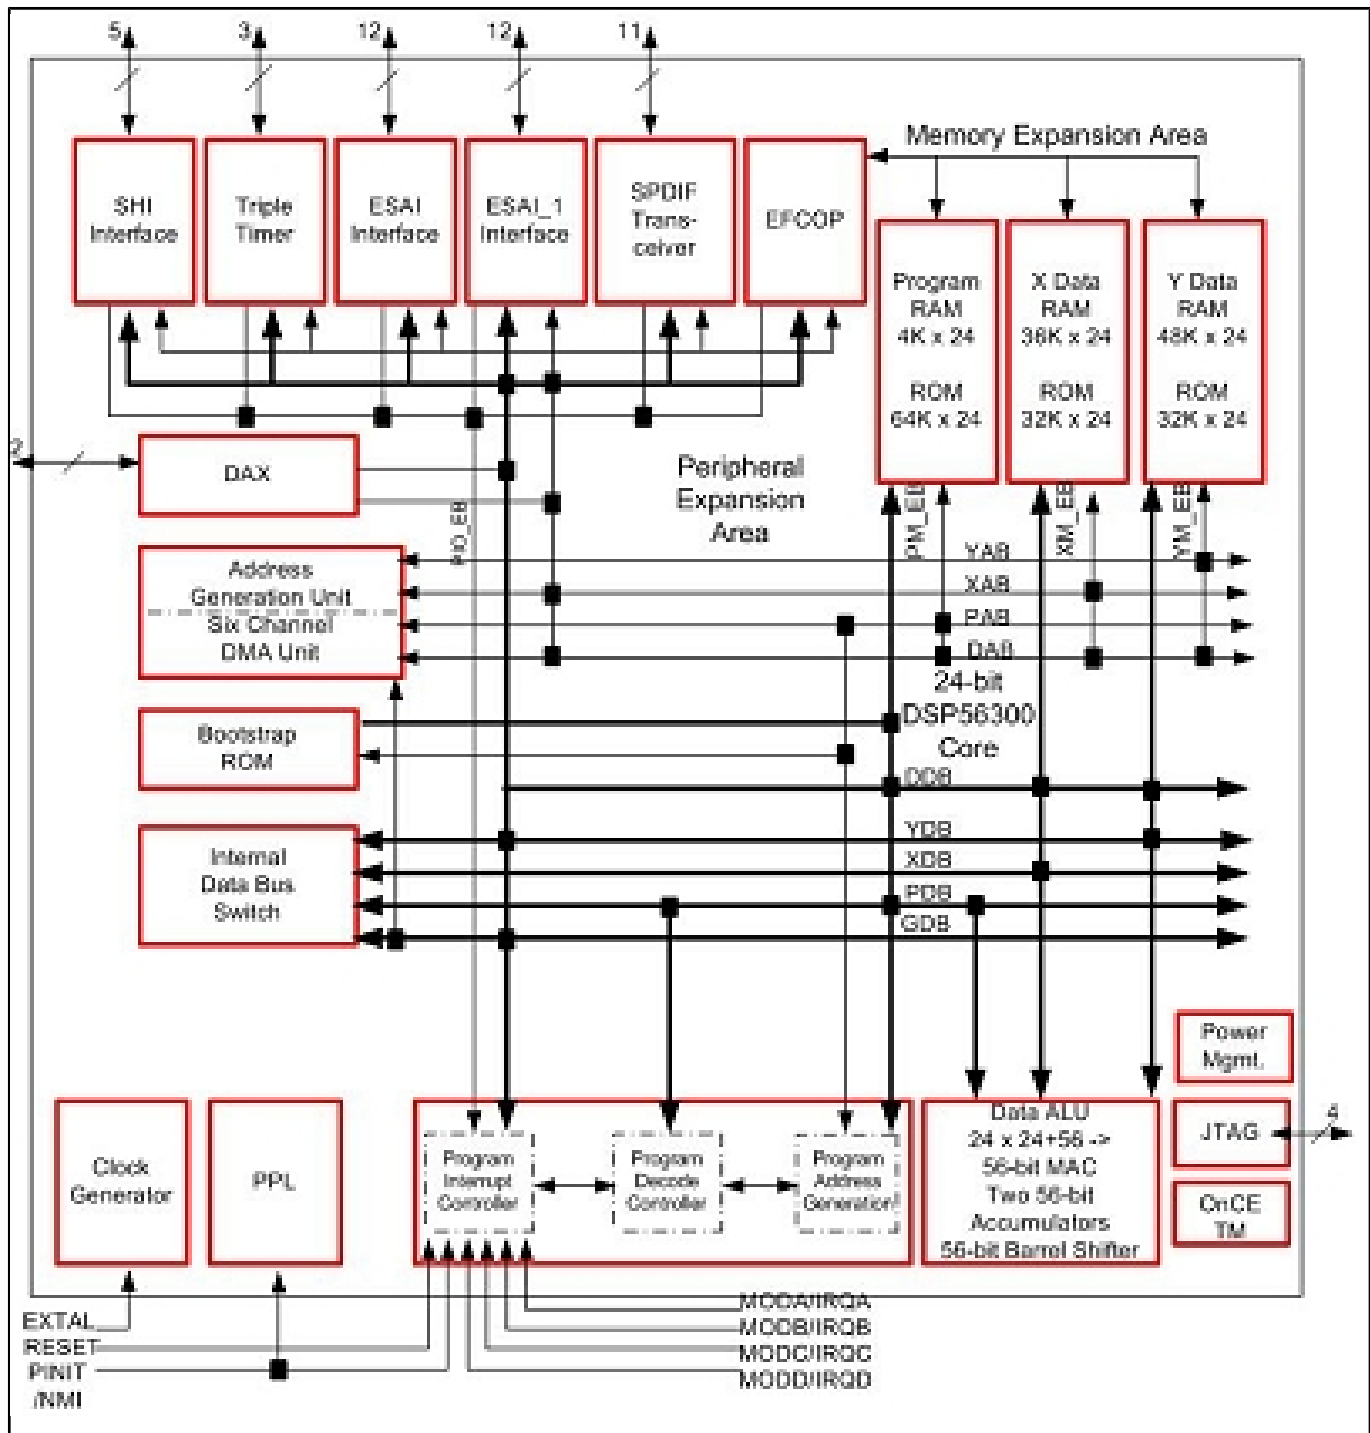 5
3
12
12
11
Memory Expansion Area
SHI
Interface
Triple
Timer
ESAI
Interface
ESAI_1
Interface
SPDIF
Trans-
ceiver
EFCOP
Program
RAM
4K x 24
ROM
64K x 24
X Data
RAM
36K x 24
ROM
32K x 24
Y Data
RAM
48K x 24
ROM
32K x 24
2
DAX
Peripheral
Expansion
Area
PIO_EB
PM_EB
XM_EB
YM_EB
Address
Generation Unit
Six Channel
DMA Unit
YAB
XAB
PAB
DAB
24-bit
DSP56300
Core
Bootstrap
ROM
DDB
YDB
XDB
PDB
GDB
Internal
Data Bus
Switch
Power
Mgmt.
4
JTAG
OnCE
TM
Clock
Generator
PPL
Program
Interrupt
Controller
Program
Decode
Controller
Program
Address
Generation
Data ALU
24 x 24+56 ->
56-bit MAC
Two 56-bit
Accumulators
56-bit Barrel Shifter
EXTAL
RESET
PINIT
/NMI
MODA/IRQA
MODB/IRQB
MODC/IRQC
MODD/IRQD